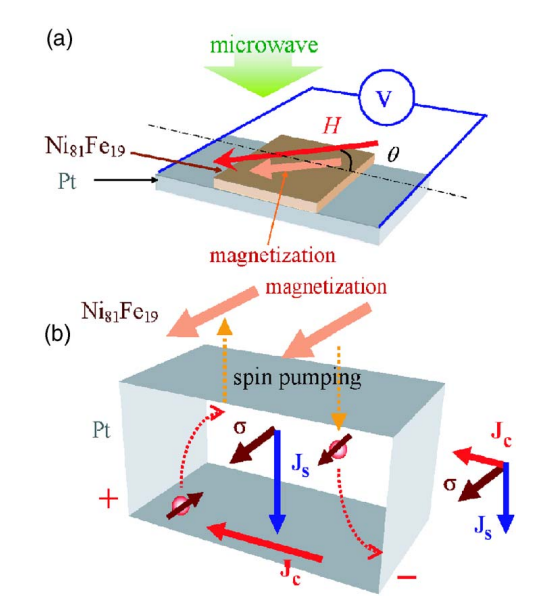 (a)
microwave
V
H
θ
Ni81Fe19
Pt
magnetization
magnetization
Ni81Fe19
(b)
spin pumping
Pt
σ
Js
Jc
σ
Js
+
Jc
−